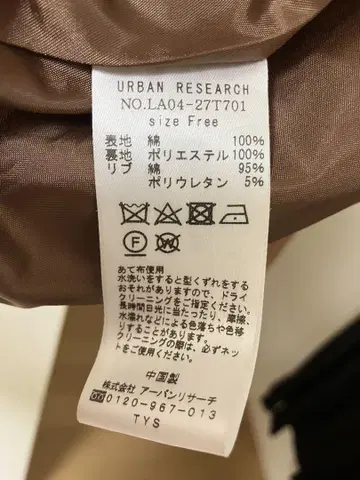 URBAN RESEARCH
NO.LA04-27T701
size Free
表地 綿 100%
裏地 ポリエステル 100%
リブ 綿 95%
ポリウレタン 5%
F
W
あて布使用
水洗いをすると型くずれをする
おそれがありますので、ドライ
クリーニングをご指定ください。
長時間日光に当たったり、摩擦、
水濡れなどによる色落ちや色移
りすることがあります。
クリーニングの際は、必ずネッ
トをご使用ください。
中国製
株式会社 アーバンリサーチ
0120-967-013
TYS